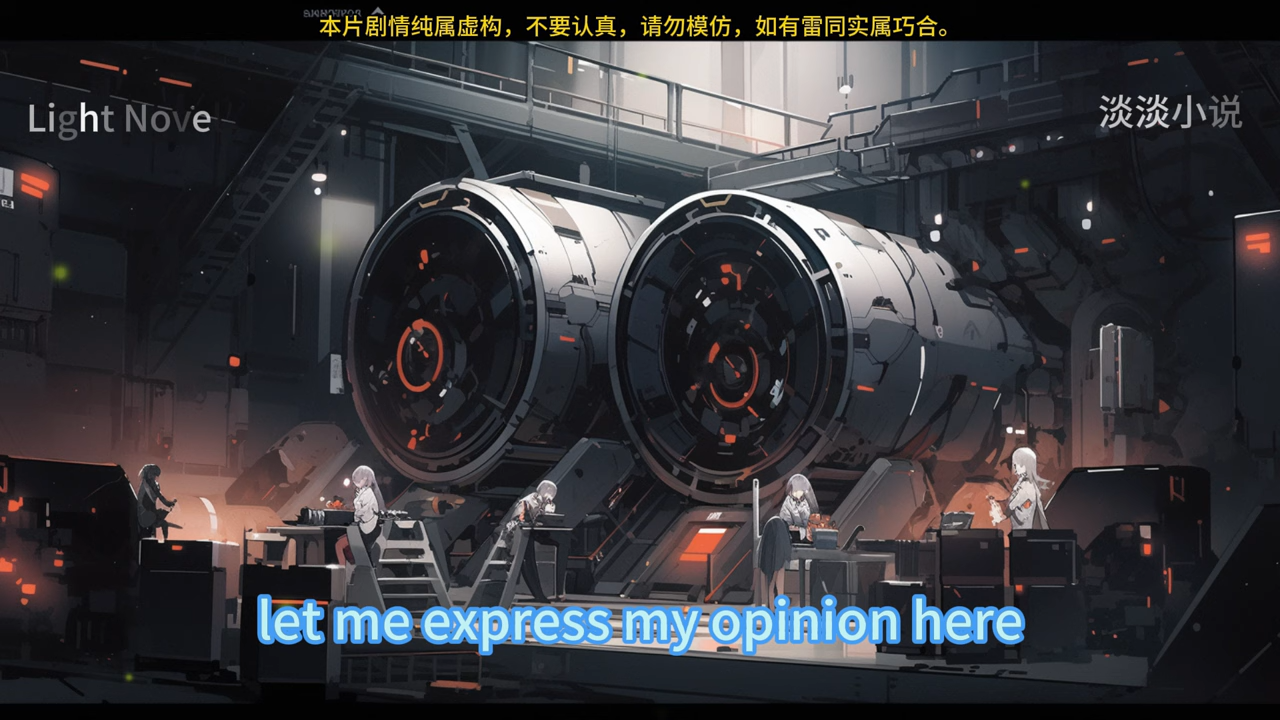 本片剧情纯属虚构，不要认真，请勿模仿，如有雷同实属巧合。
Light Nove
淡淡小说
let me express my opinion here